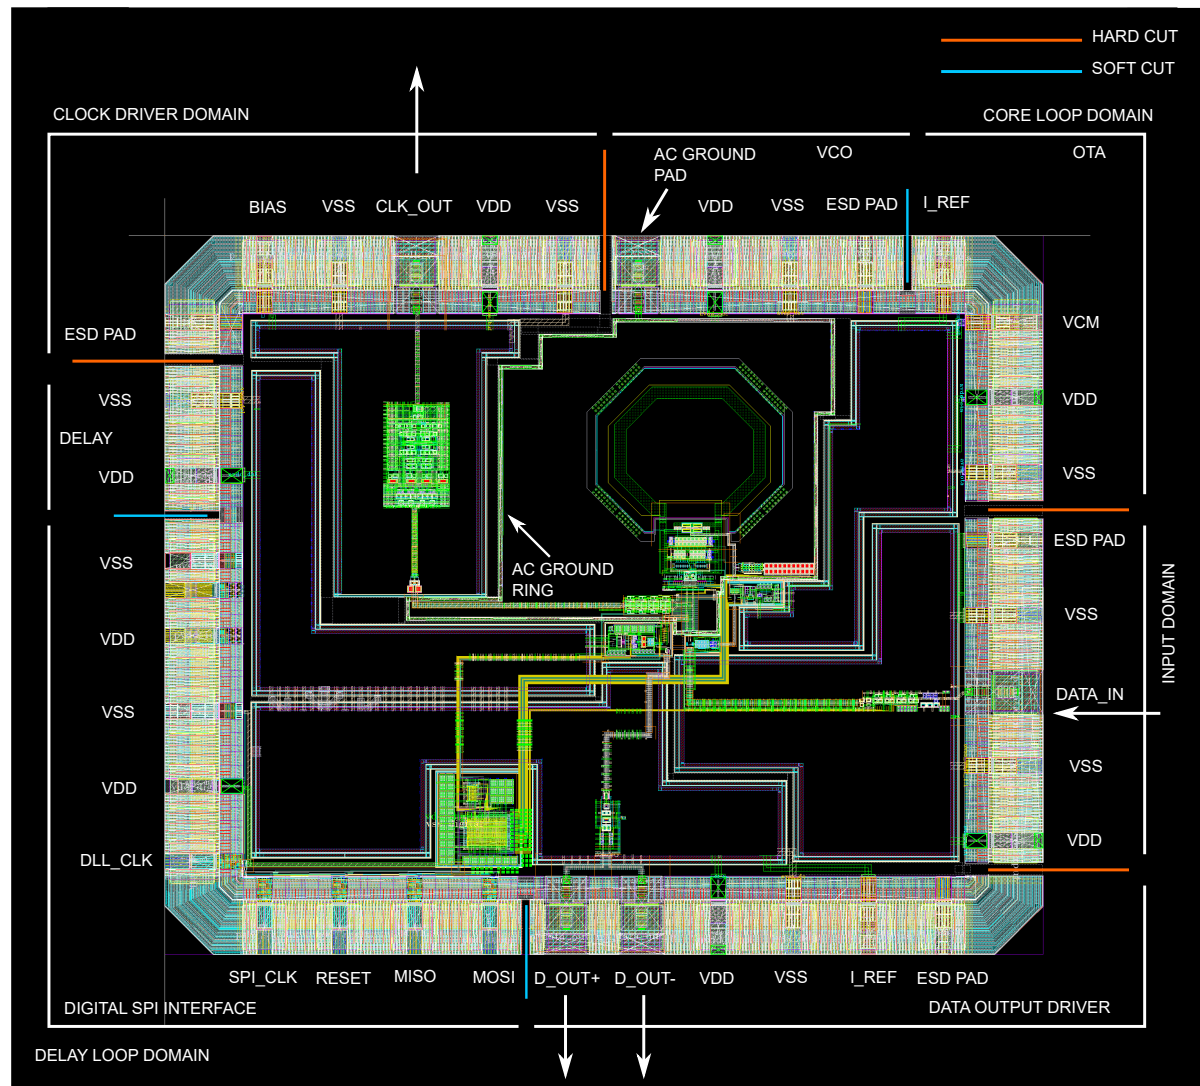 HARD CUT
SOFT CUT
CLOCK DRIVER DOMAIN
CORE LOOP DOMAIN
AC GROUND
PAD
VCO
OTA
BIAS
VSS
CLK_OUT
VDD
VSS
VDD
VSS
ESD PAD
I_REF
ESD PAD
VCM
VSS
VDD
DELAY
VDD
VSS
ESD PAD
VSS
AC GROUND
RING
VSS
VDD
INPUT DOMAIN
DATA_IN
VSS
VSS
VDD
VDD
DLL_CLK
SPI_CLK
RESET
MISO
MOSI
D_OUT+
D_OUT-
VDD
VSS
I_REF
ESD PAD
DIGITAL SPI INTERFACE
DATA OUTPUT DRIVER
DELAY LOOP DOMAIN